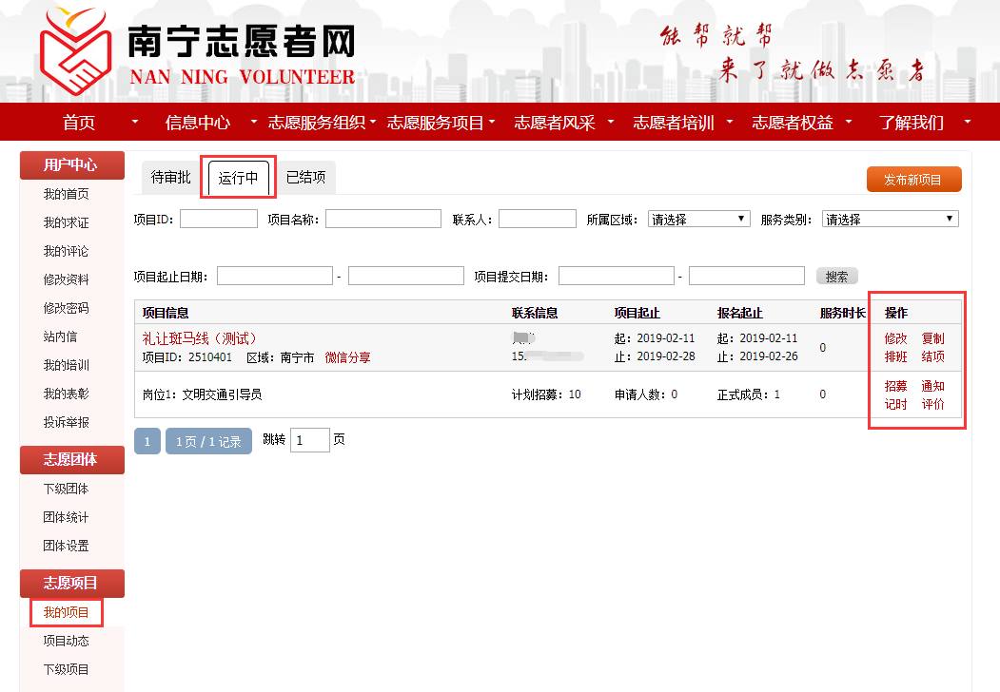 南宁志愿者网
NAN NING VOLUNTEER
能帮就帮
来了就做志愿者
首页 信息中心 志愿服务组织 志愿服务项目 志愿者风采 志愿者培训 志愿者权益 了解我们
用户中心
我的首页
我的求证
我的评论
修改资料
修改密码
站内信
我的培训
我的表彰
投诉举报
志愿团体
下级团体
团体统计
团体设置
志愿项目
我的项目
项目动态
下级项目
待审批 运行中 已结项
发布新项目
项目ID： 项目名称： 联系人： 所属区域： 请选择 服务类别： 请选择
项目起止日期： - 项目提交日期： - 搜索
项目信息 联系信息 项目起止 报名起止 服务时长 操作
礼让斑马线（测试） 起：2019-02-11 起：2019-02-11 0 修改 复制
项目ID：2510401 区域：南宁市 微信分享 15. 止：2019-02-28 止：2019-02-26 排班 结项
岗位1：文明交通引导员 计划招募：10 申请人数：0 正式成员：1 0 招募 通知
记时 评价
1 1 页 / 1 记录 跳转 1 页